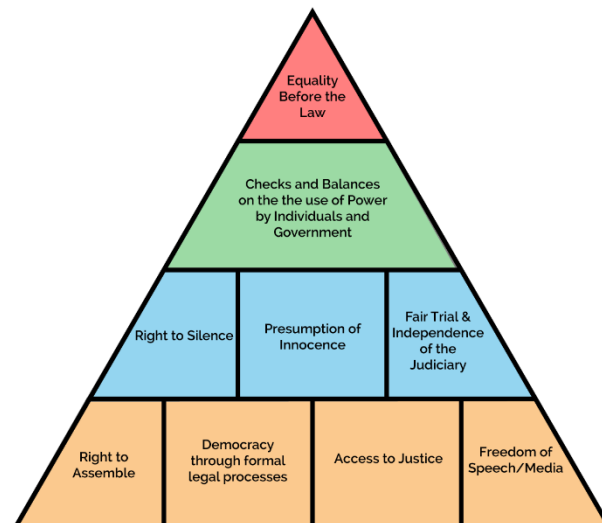 Equality
Before the
Law
Checks and Balances
on the the use of Power
by Individuals and
Government
Right to Silence
Presumption of
Innocence
Fair Trial &
Independence
of the
Judiciary
Right to
Assemble
Democracy
through formal
legal processes
Access to Justice
Freedom of
Speech/Media